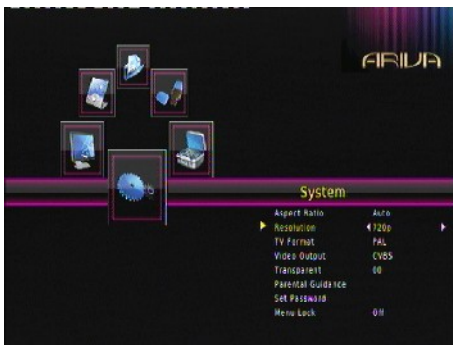 ARIVA
System
Aspect Ratio Auto
Resolution 720p
TV Format PAL
Video Output CVBS
Transparent 00
Parental Guidance
Set Password
Menu Lock Off